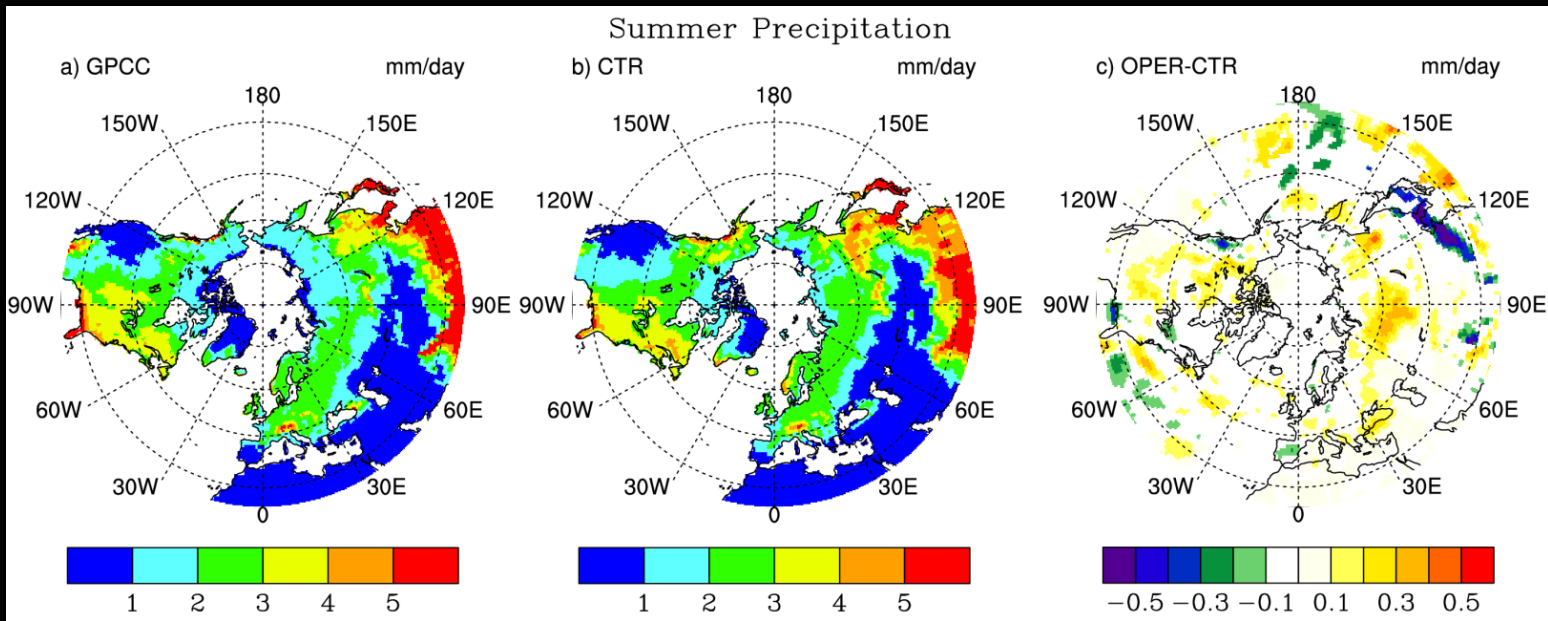 Summer Precipitation
a) GPCC mm/day
180
150W 150E
120W 120E
90W 90E
60W 60E
30W 30E
0
1 2 3 4 5
b) CTR mm/day
180
150W 150E
120W 120E
90W 90E
60W 60E
30W 30E
0
1 2 3 4 5
c) OPER-CTR mm/day
180
150W 150E
120W 120E
90W 90E
60W 60E
30W 30E
0
−0.5 −0.3 −0.1 0.1 0.3 0.5